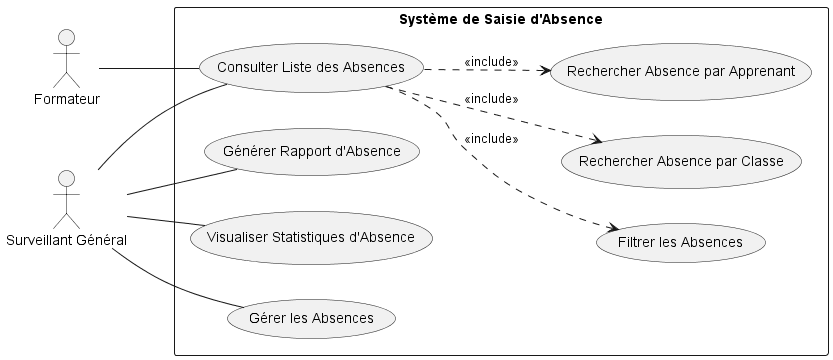 Système de Saisie d'Absence
Formateur
Consulter Liste des Absences
«include»
Rechercher Absence par Apprenant
«include»
Rechercher Absence par Classe
«include»
Filtrer les Absences
Surveillant Général
Générer Rapport d'Absence
Visualiser Statistiques d'Absence
Gérer les Absences